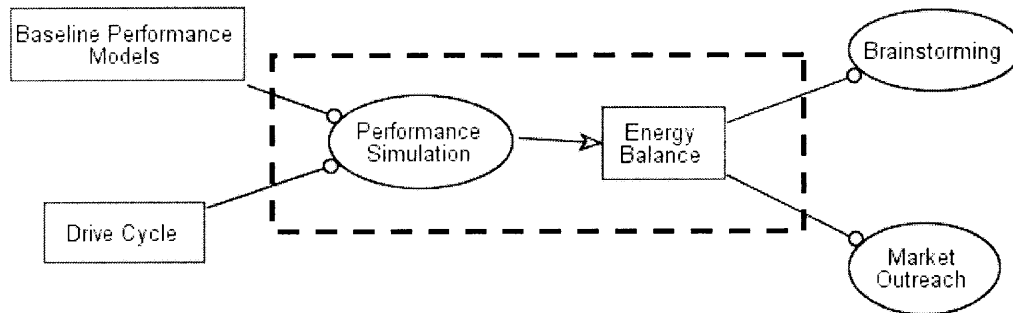 Baseline Performance
Models
Brainstorming
Performance
Simulation
Energy
Balance
Drive Cycle
Market
Outreach